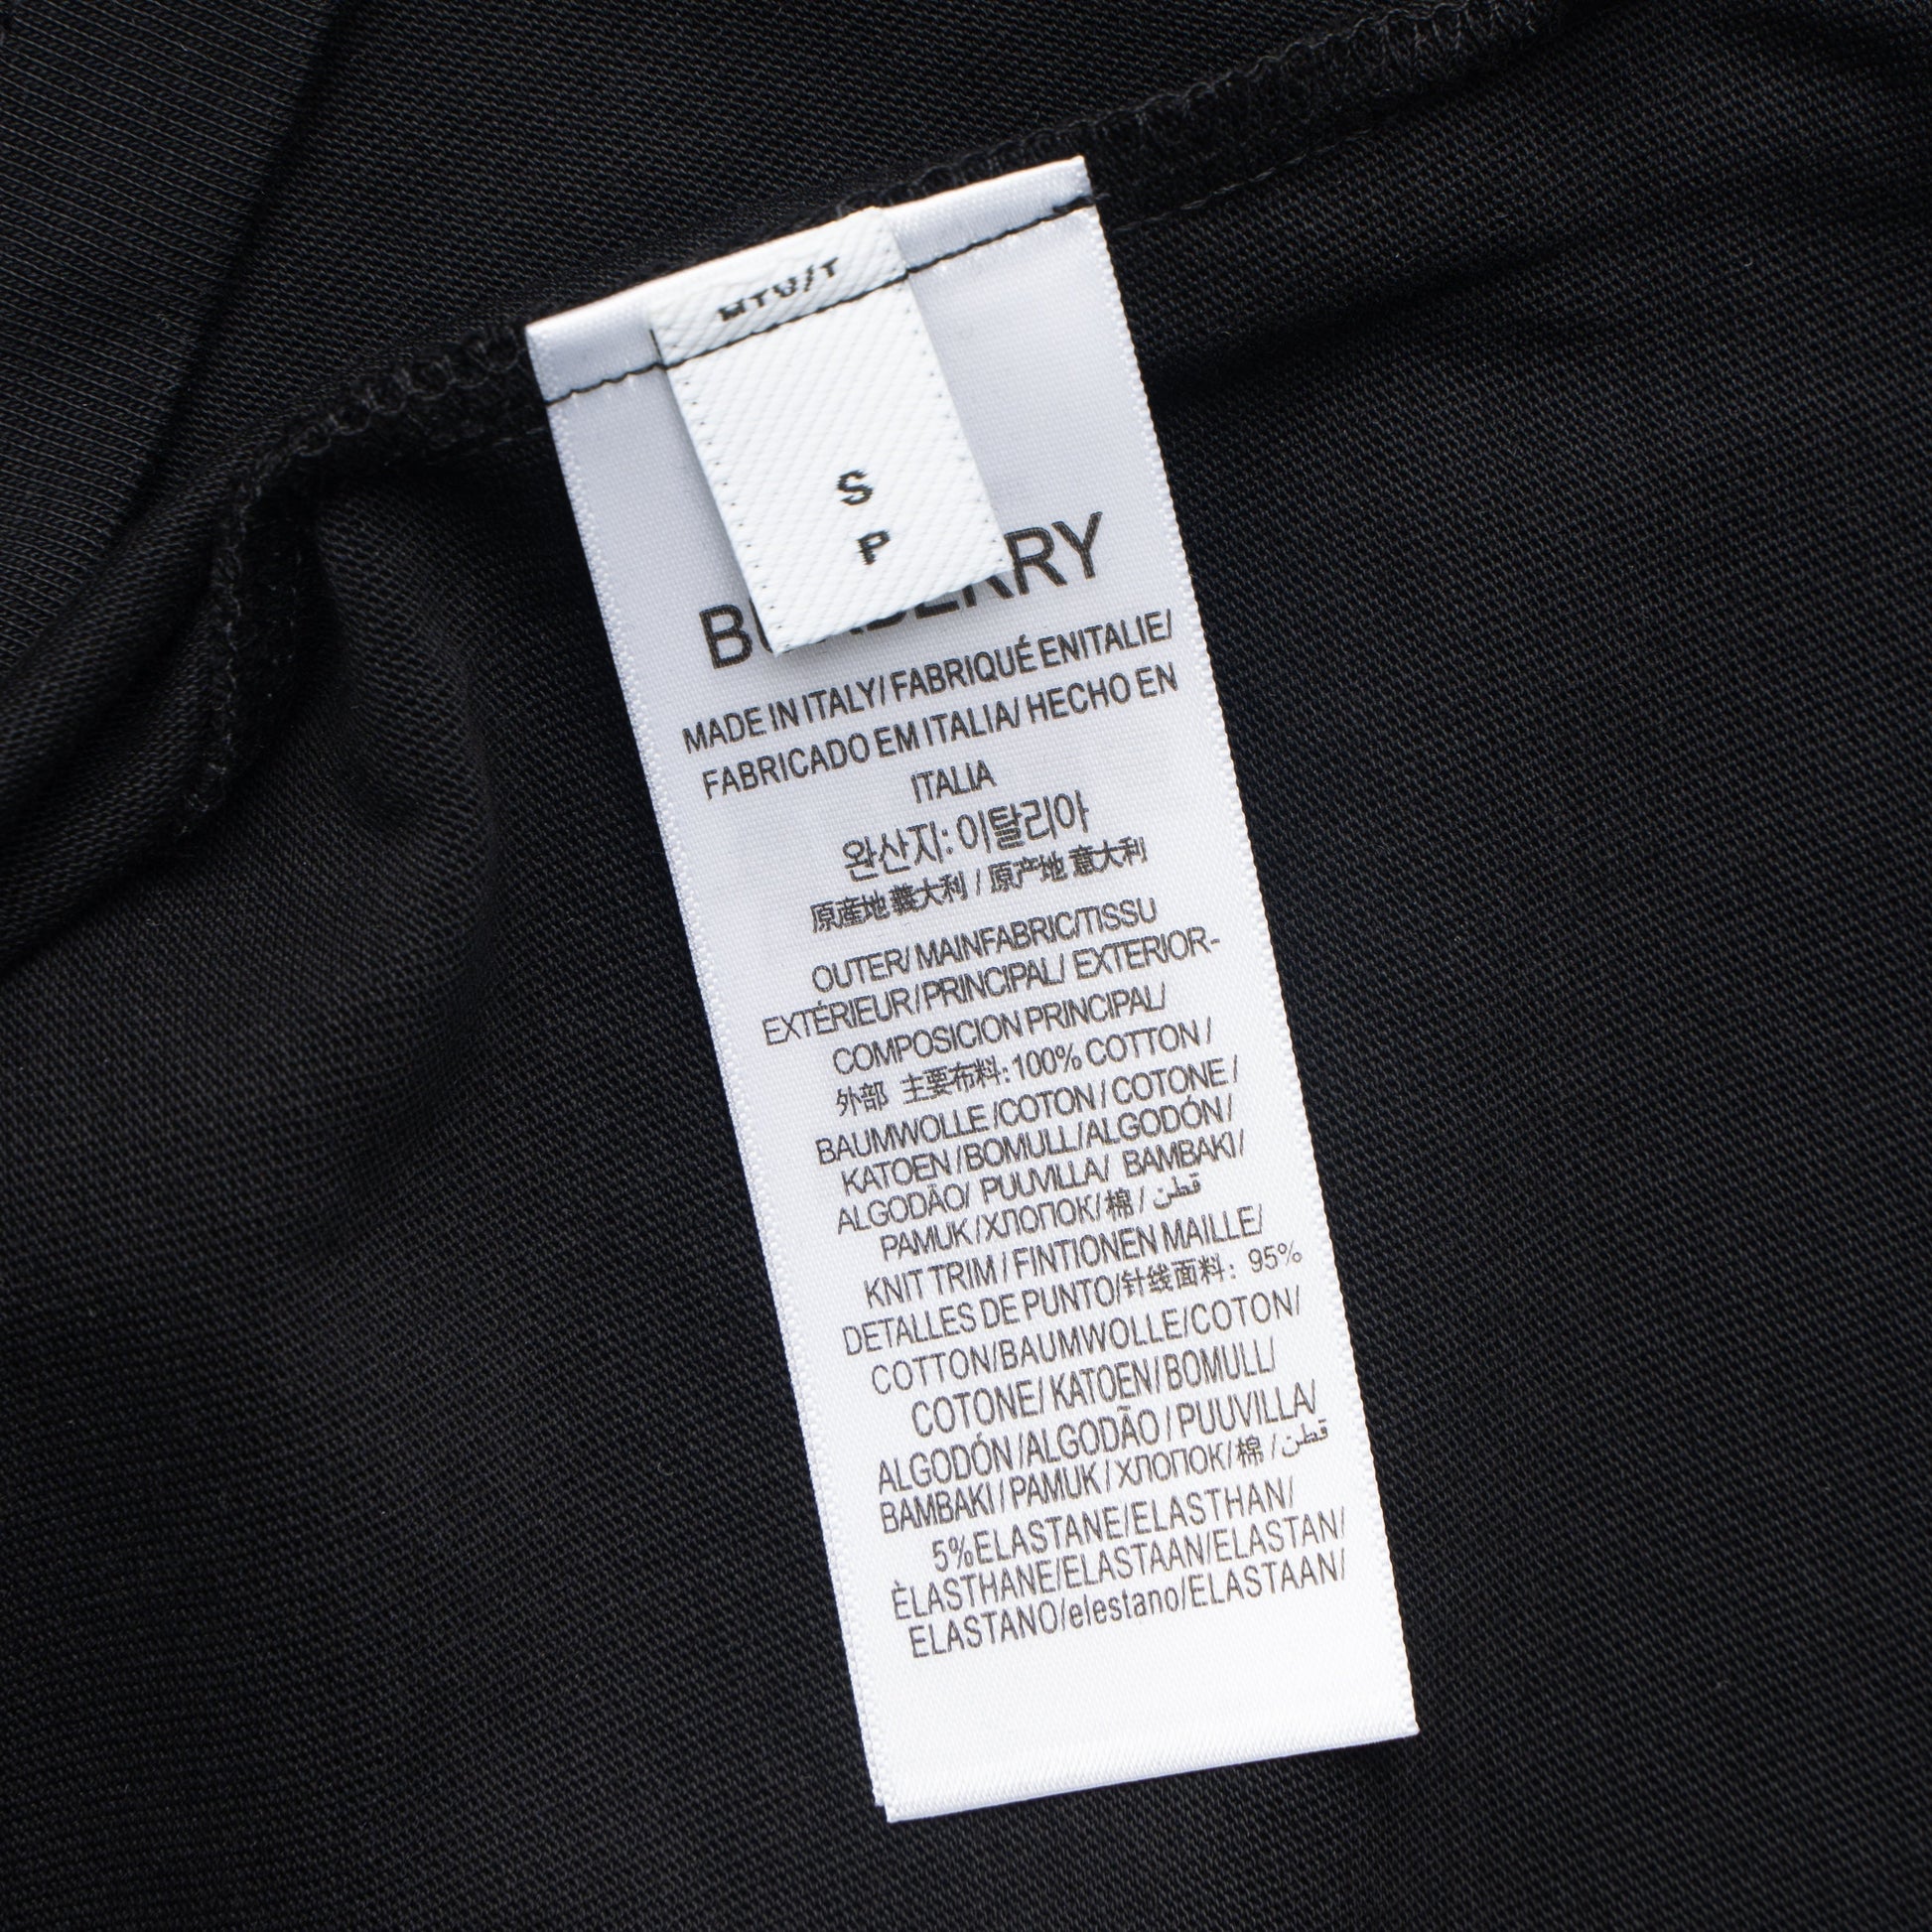 S
P
BURBERRY
MADE IN ITALY/ FABRIQUÉ ENITALIE/
FABRICADO EM ITALIA/ HECHO EN
ITALIA
완산지: 이탈리아
原産地義大利 / 原产地 意大利
OUTER/ MAINFABRIC/TISSU
EXTÉRIEUR/PRINCIPAL/ EXTERIOR-
COMPOSICION PRINCIPAL/
外部 主要布料: 100% COTTON /
BAUMWOLLE /COTON / COTONE /
KATOEN /BOMULL/ALGODÓN/
ALGODÃO/ PUUVILLA/ BAMBAKI/
PAMUK /ХЛОПОК/ 棉 / قطن
KNIT TRIM / FINTIONEN MAILLE/
DETALLES DE PUNTO/针线面料: 95%
COTTON/BAUMWOLLE/COTON/
COTONE/ KATOEN/BOMULL/
ALGODÓN /ALGODÃO / PUUVILLA/
BAMBAKI / PAMUK / ХЛОПОК/ 棉 / قطن
5%ELASTANE/ELASTHAN/
ÈLASTHANE/ELASTAAN/ELASTAN/
ELASTANO/elestano/ELASTAAN/